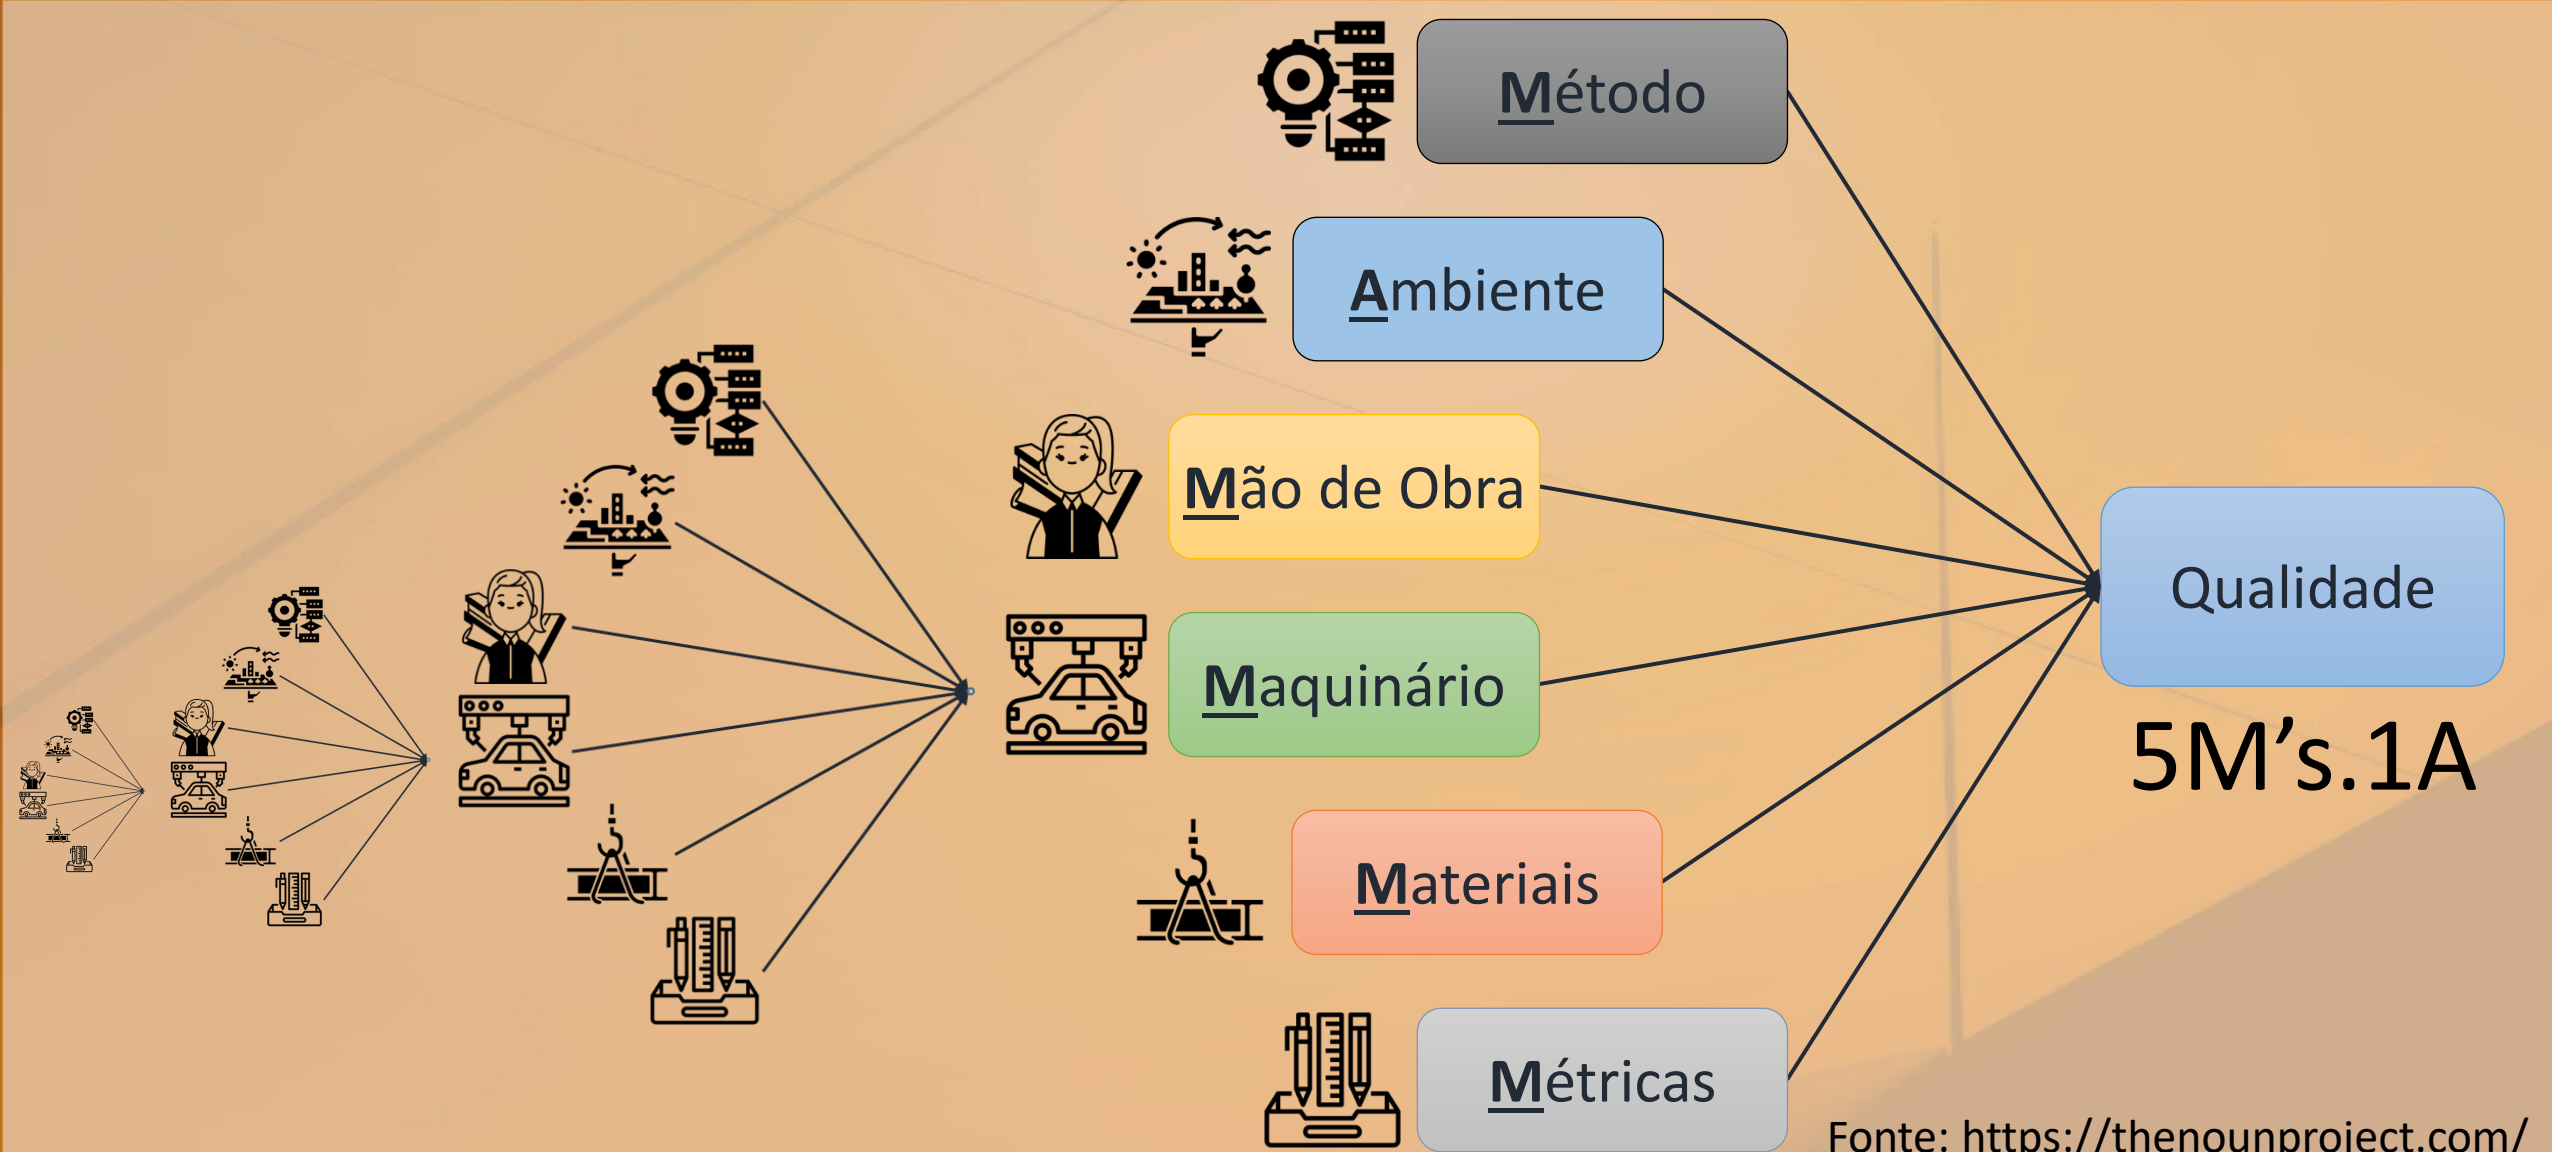 Método
Ambiente
Mão de Obra
Maquinário
Materiais
Métricas
Qualidade
5M’s.1A
Fonte: https://thenounproject.com/